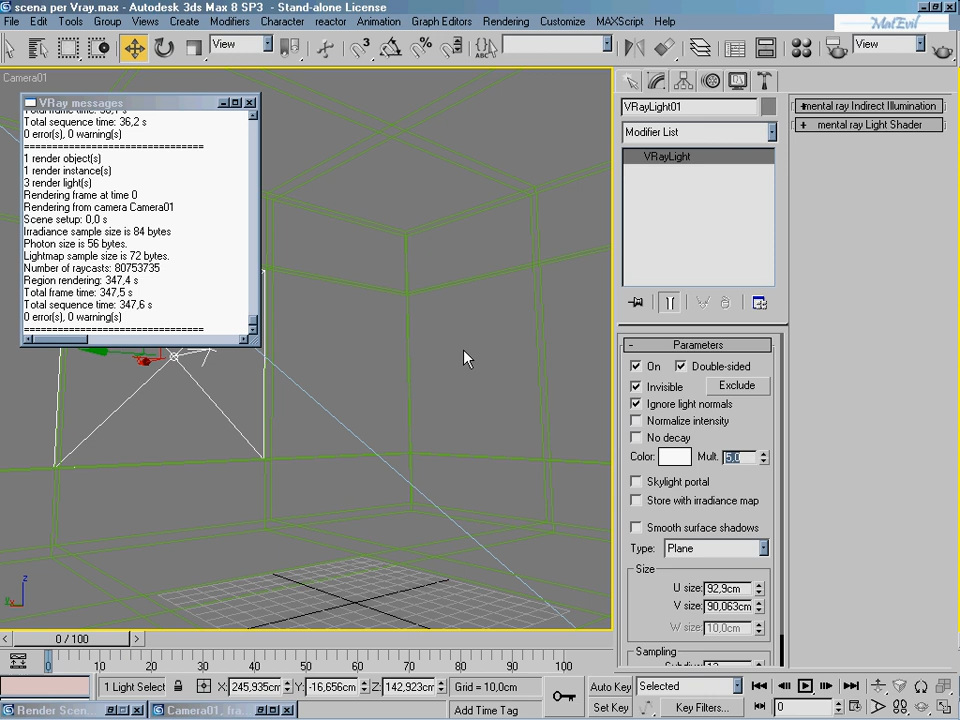 scena per Vray.max - Autodesk 3ds Max 8 SP3 - Stand-alone License
File Edit Tools Group Views Create Modifiers Character reactor Animation Graph Editors Rendering Customize MAXScript Help
MatEvil
View
3
%
ABC
View
Camera01
VRay messages
Total sequence time: 36,2 s
0 error(s), 0 warning(s)
===============================
1 render object(s)
1 render instance(s)
3 render light(s)
Rendering frame at time 0
Rendering from camera Camera01
Scene setup: 0,0 s
Irradiance sample size is 84 bytes
Photon size is 56 bytes.
Lightmap sample size is 72 bytes.
Number of raycasts: 80753735
Region rendering: 347,4 s
Total frame time: 347,5 s
Total sequence time: 347,6 s
0 error(s), 0 warning(s)
===============================
z
VRayLight01
Modifier List
VRayLight
mental ray Indirect Illumination
+ mental ray Light Shader
- Parameters
On Double-sided
Invisible Exclude
Ignore light normals
Normalize intensity
No decay
Color: Mult. 5,0
Skylight portal
Store with irradiance map
Smooth surface shadows
Type: Plane
Size
U size: 92,9cm
V size: 90,063cm
W size: 10,0cm
Sampling
0 / 100
0 10 20 30 40 50 60 70 80 90 100
1 Light Select X: 245,935cm Y: -16,656cm Z: 142,923cm Grid = 10,0cm Auto Key Selected
Add Time Tag Set Key Key Filters... 0
Render Scen... Camera01, fra...